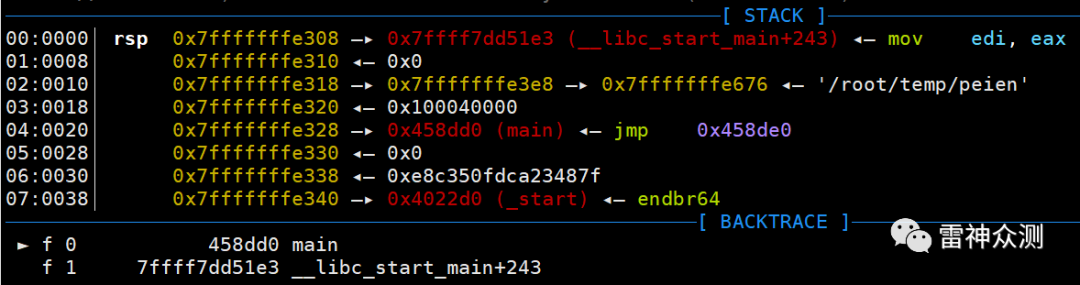 [ STACK ]
00:0000│ rsp 0x7fffffffe308 —▸ 0x7ffff7dd51e3 (__libc_start_main+243) ◂— mov edi, eax
01:0008│ 0x7fffffffe310 ◂— 0x0
02:0010│ 0x7fffffffe318 —▸ 0x7fffffffe3e8 —▸ 0x7fffffffe676 ◂— '/root/temp/peien'
03:0018│ 0x7fffffffe320 ◂— 0x100040000
04:0020│ 0x7fffffffe328 —▸ 0x458dd0 (main) ◂— jmp 0x458de0
05:0028│ 0x7fffffffe330 ◂— 0x0
06:0030│ 0x7fffffffe338 ◂— 0xe8c350fdca23487f
07:0038│ 0x7fffffffe340 —▸ 0x4022d0 (_start) ◂— endbr64
[ BACKTRACE ]
► f 0 458dd0 main
f 1 7ffff7dd51e3 __libc_start_main+243
雷神众测